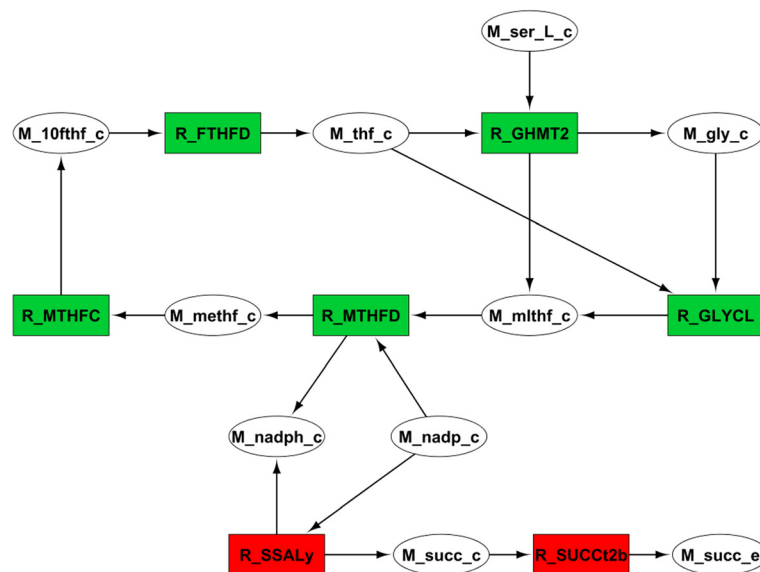 M_ser_L_c
M_10fthf_c
R_FTHFD
M_thf_c
R_GHMT2
M_gly_c
R_MTHFC
M_methf_c
R_MTHFD
M_mlthf_c
R_GLYCL
M_nadph_c
M_nadp_c
R_SSALy
M_succ_c
R_SUCCt2b
M_succ_e